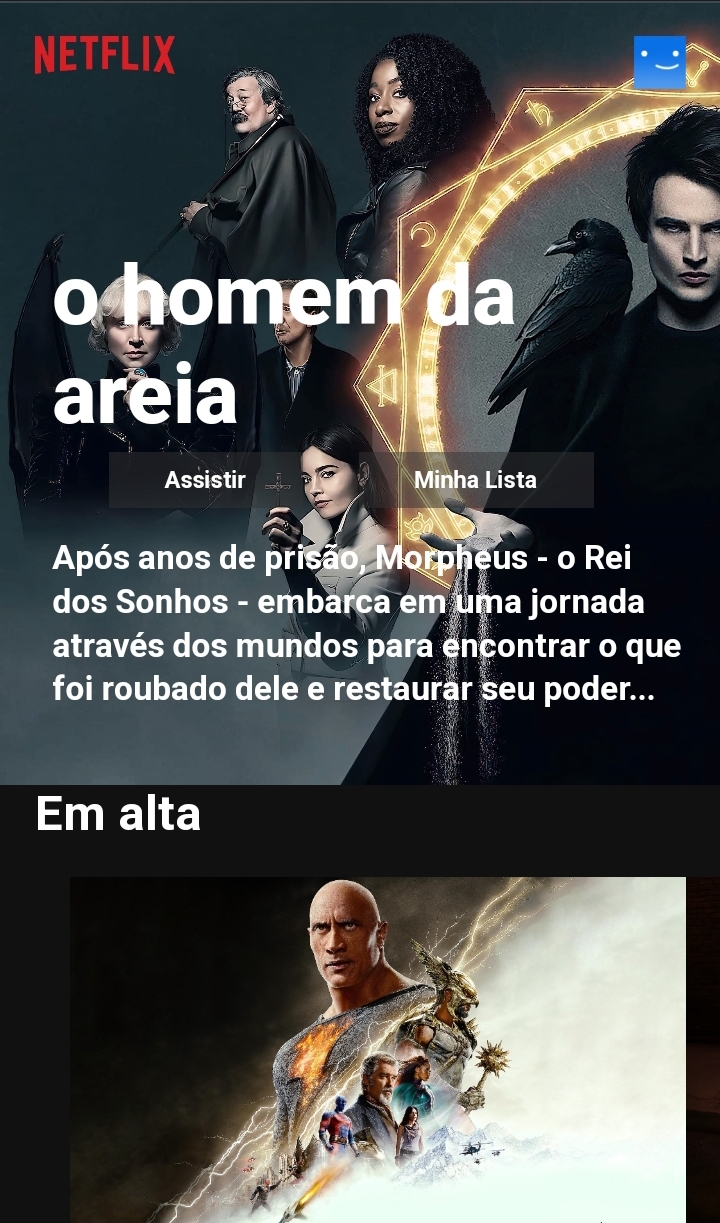 NETFLIX
o homem da
areia
Assistir
Minha Lista
Após anos de prisão, Morpheus - o Rei
dos Sonhos - embarca em uma jornada
através dos mundos para encontrar o que
foi roubado dele e restaurar seu poder...
Em alta